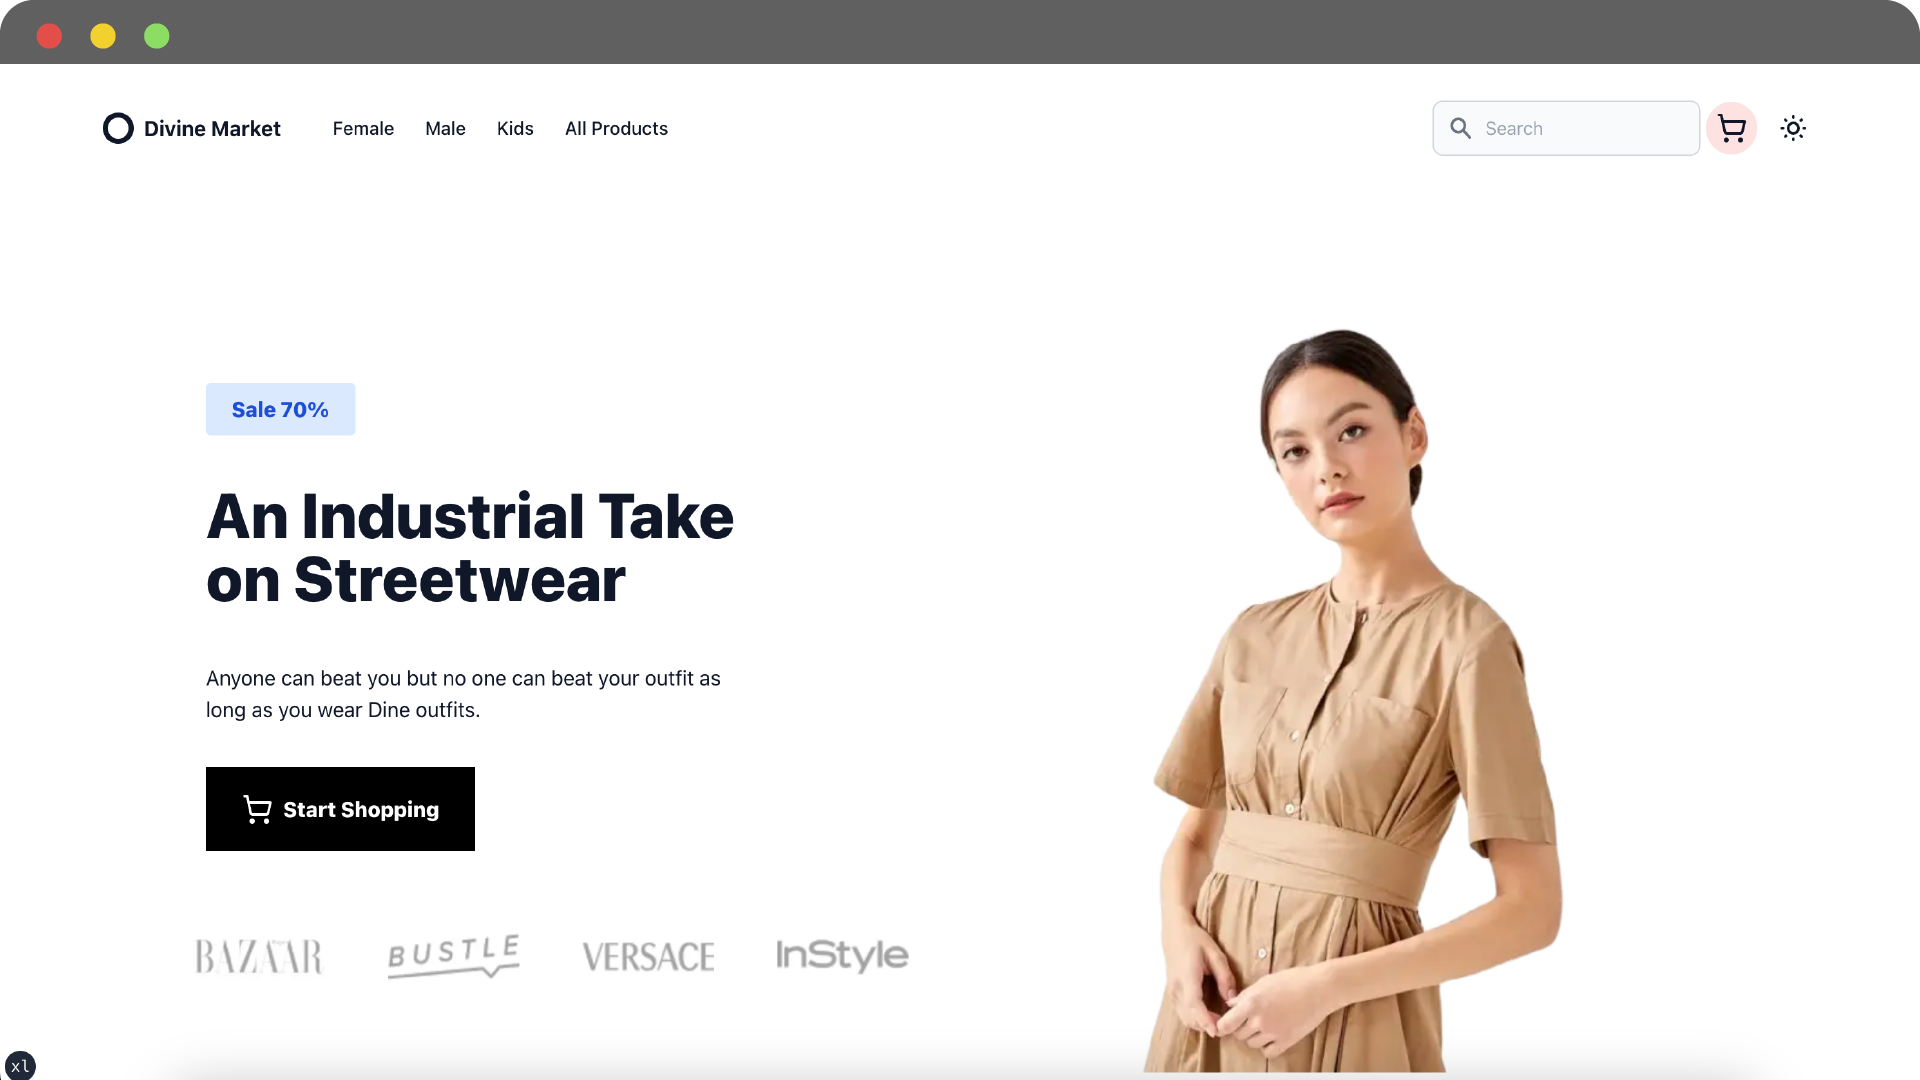 Divine Market Female Male Kids All Products Search
Sale 70%
An Industrial Take
on Streetwear
Anyone can beat you but no one can beat your outfit as
long as you wear Dine outfits.
Start Shopping
BAZAAR BUSTLE VERSACE InStyle
xl